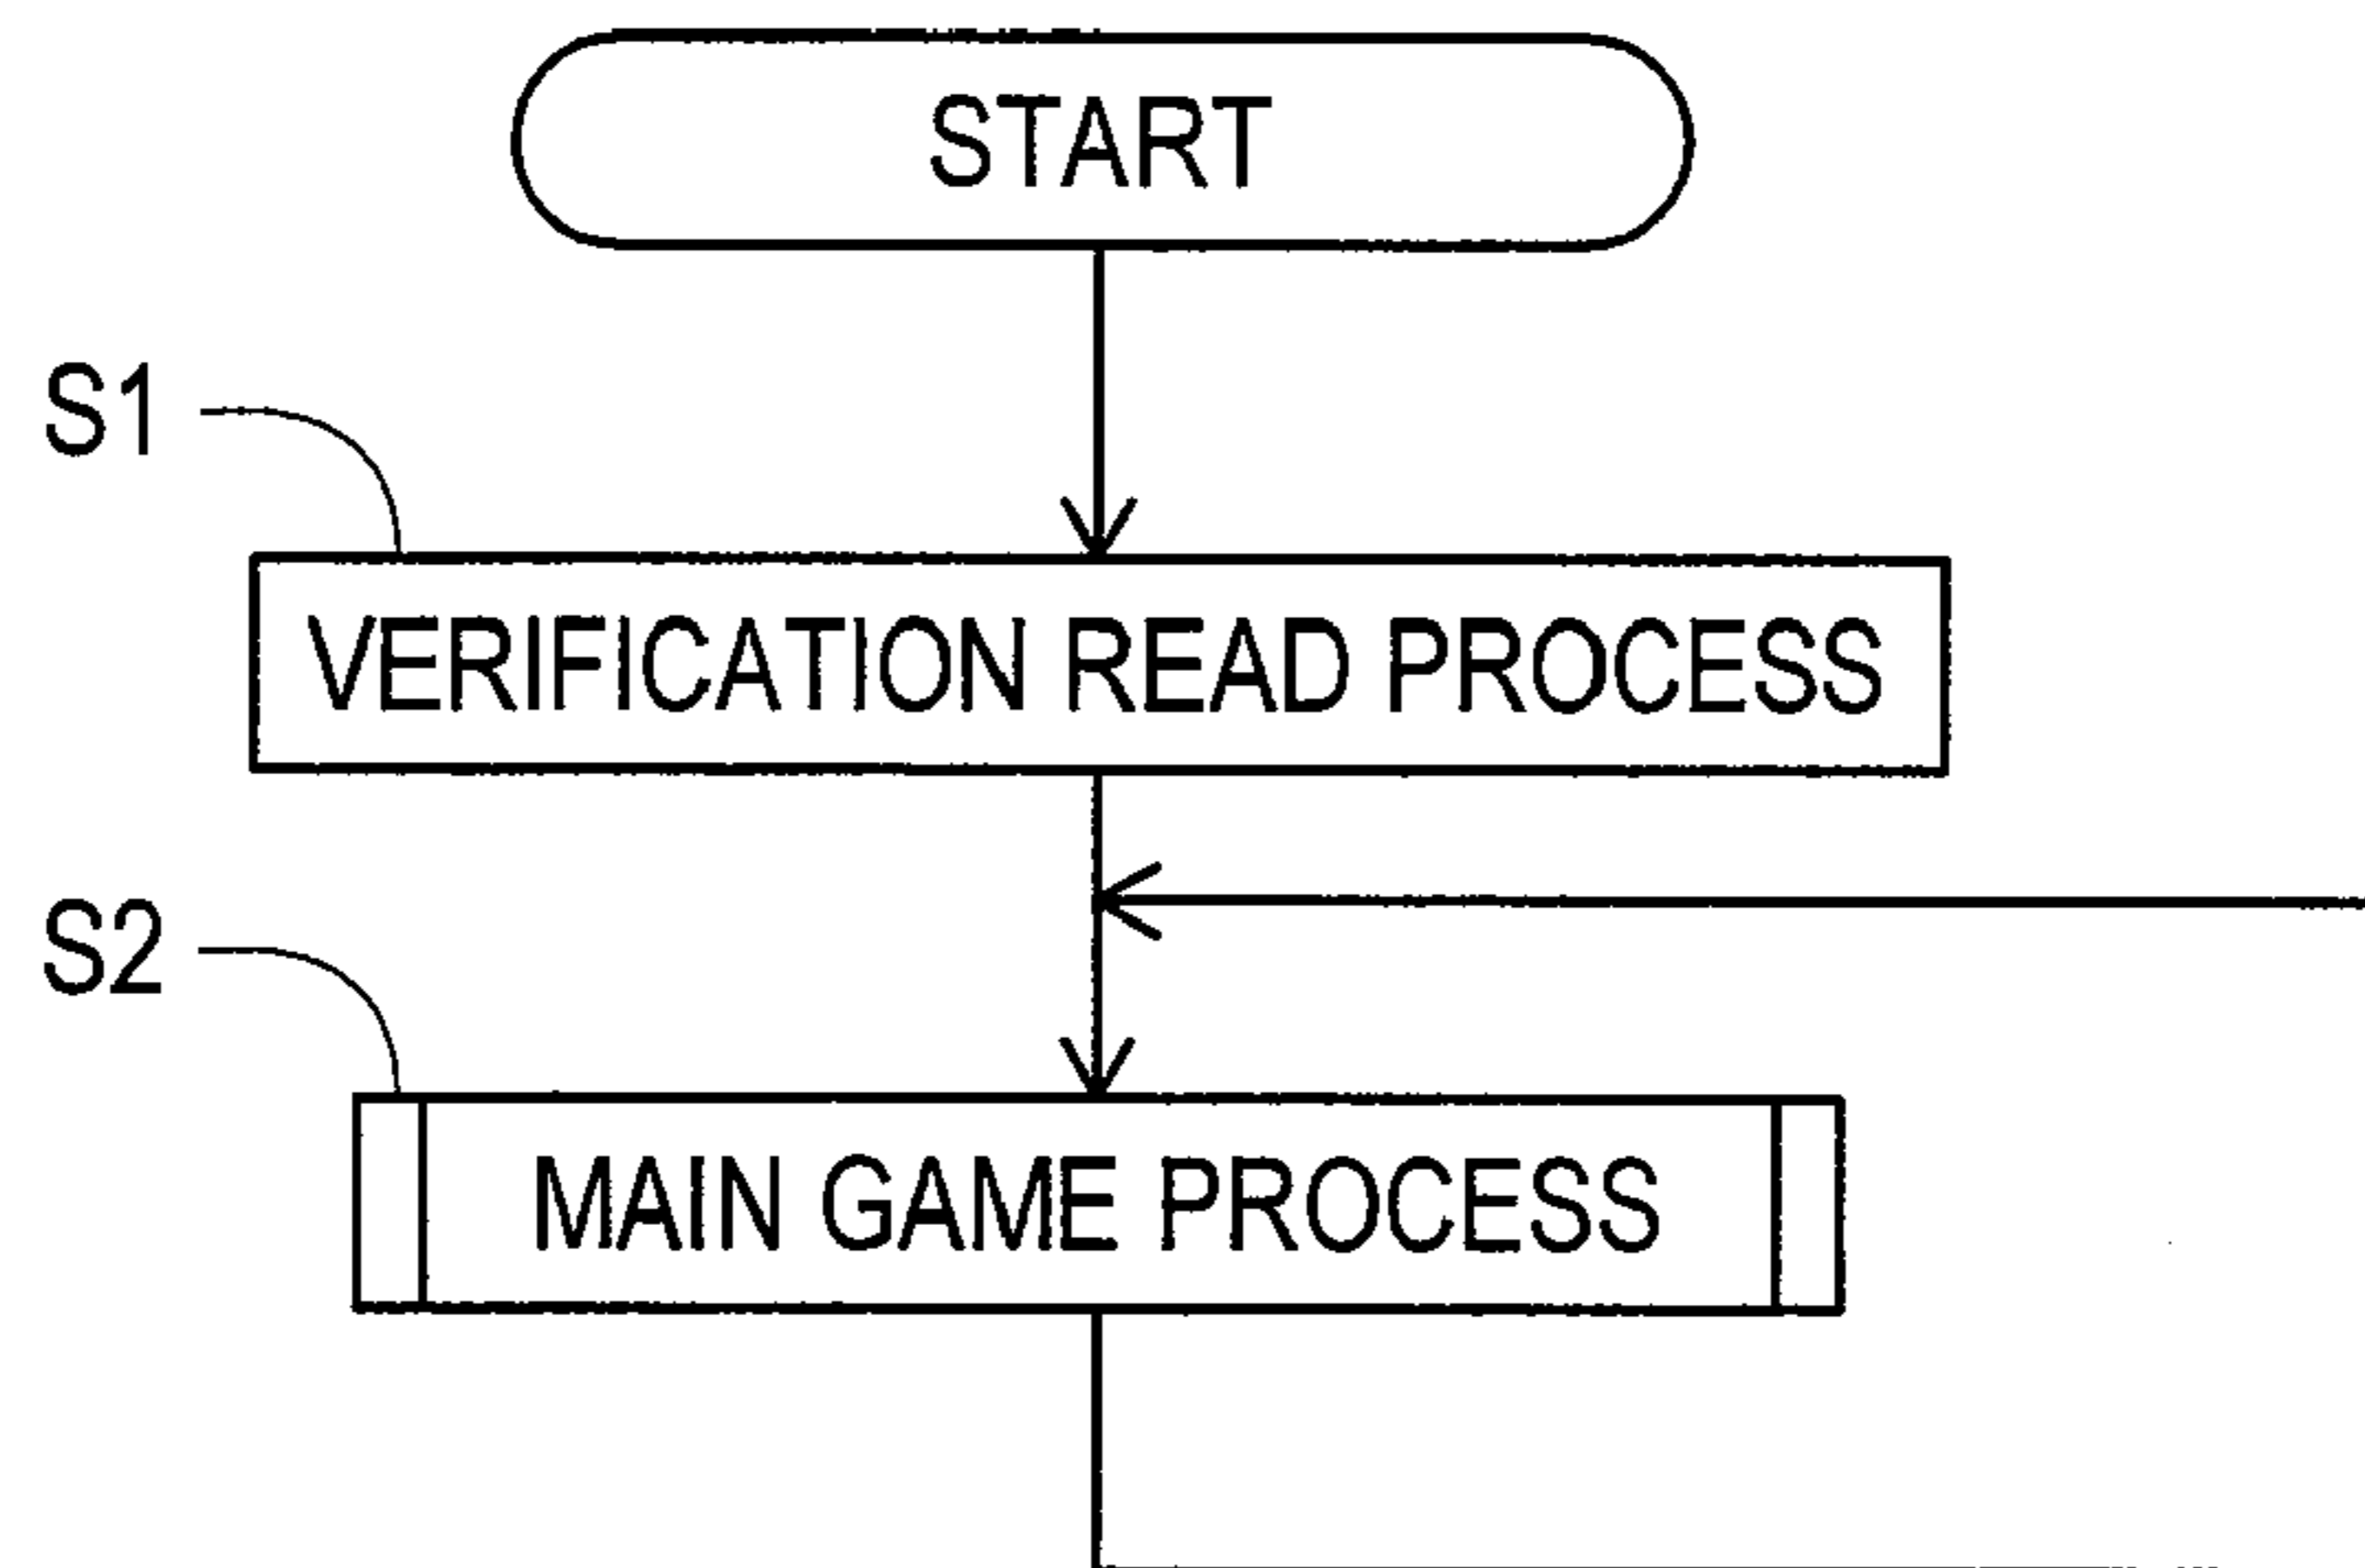 START
S1
VERIFICATION READ PROCESS
S2
MAIN GAME PROCESS